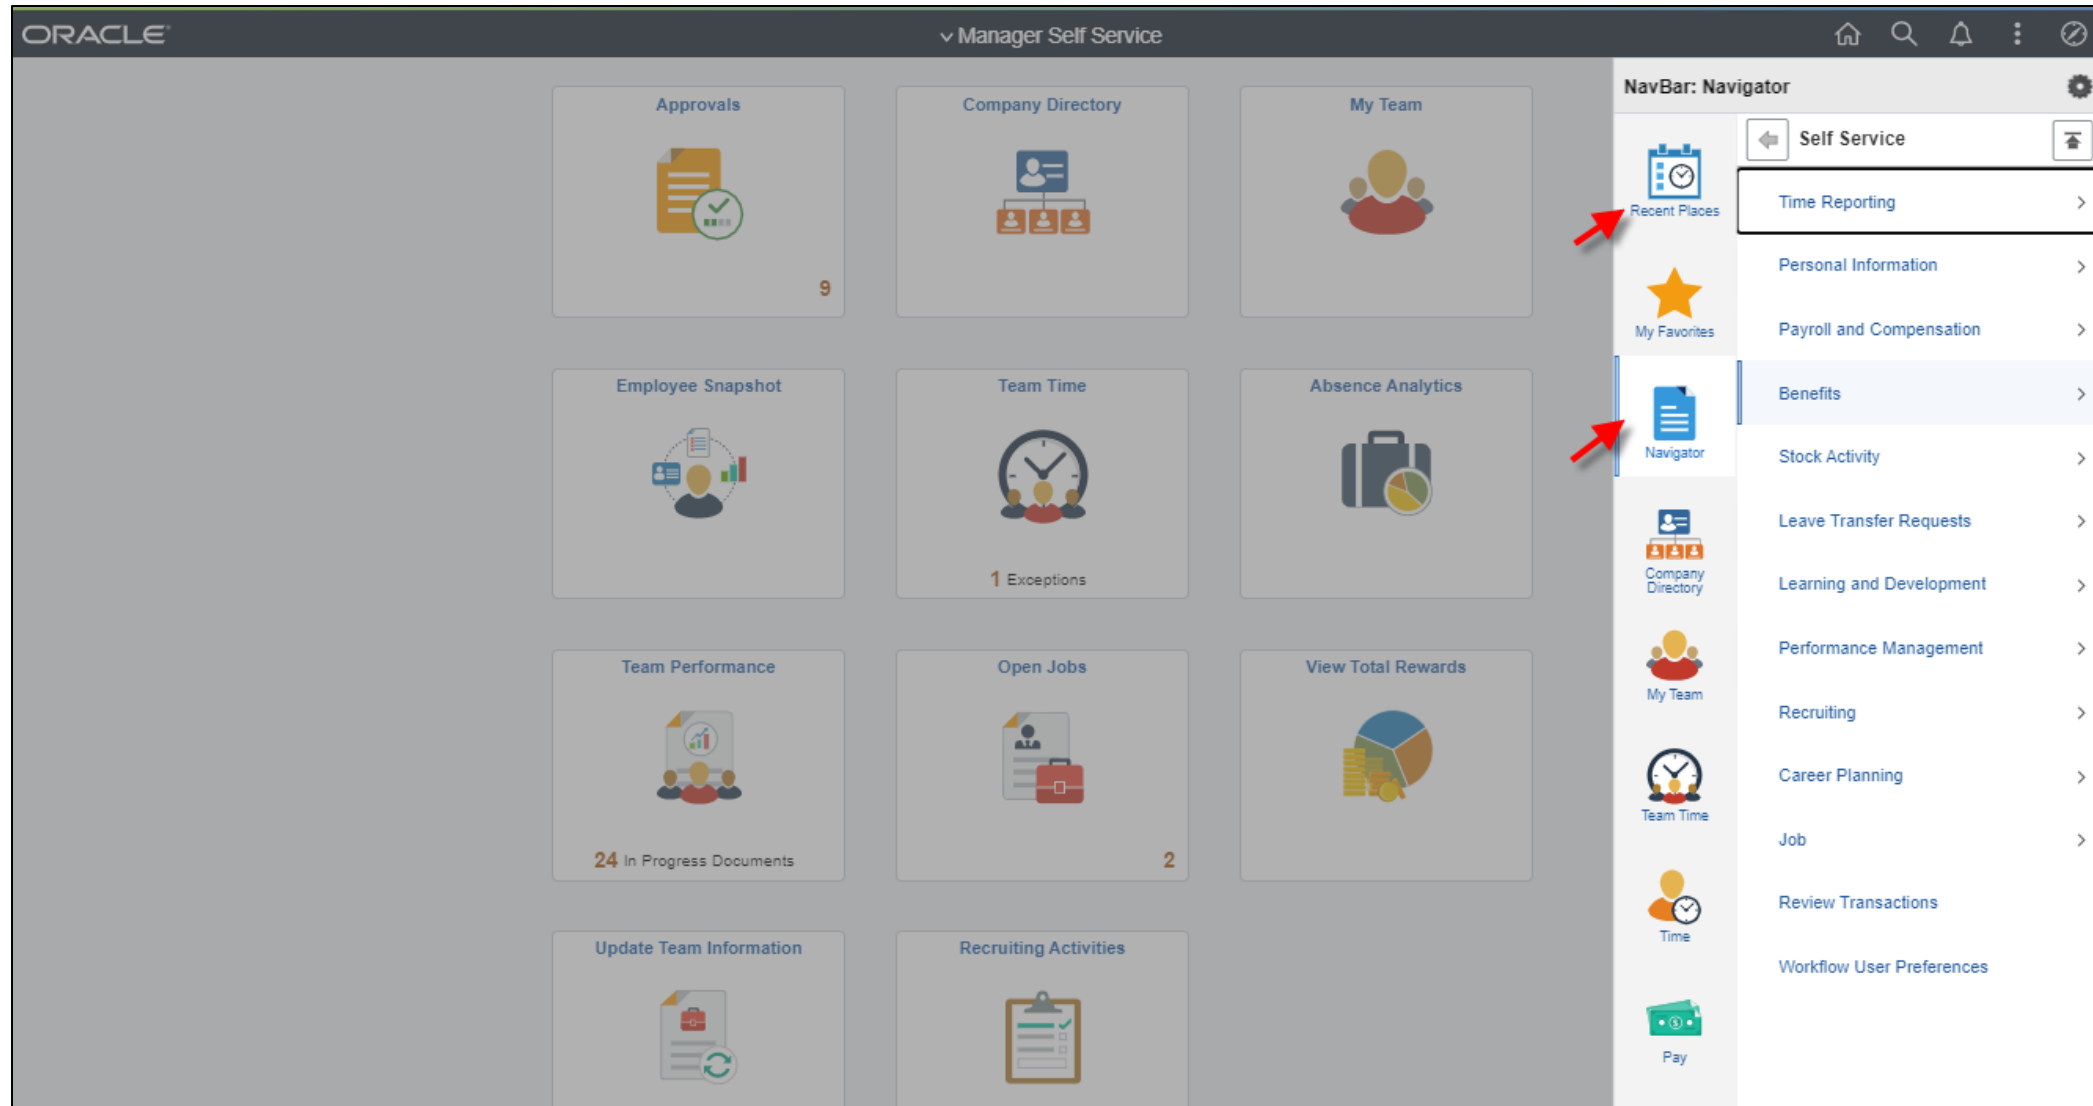 ORACLE
Manager Self Service
Approvals
9
Company Directory
My Team
Employee Snapshot
Team Time
1 Exceptions
Absence Analytics
Team Performance
24 In Progress Documents
Open Jobs
2
View Total Rewards
Update Team Information
Recruiting Activities
NavBar: Navigator
Recent Places
My Favorites
Navigator
Company
Directory
My Team
Team Time
Time
Pay
Self Service
Time Reporting
Personal Information
Payroll and Compensation
Benefits
Stock Activity
Leave Transfer Requests
Learning and Development
Performance Management
Recruiting
Career Planning
Job
Review Transactions
Workflow User Preferences